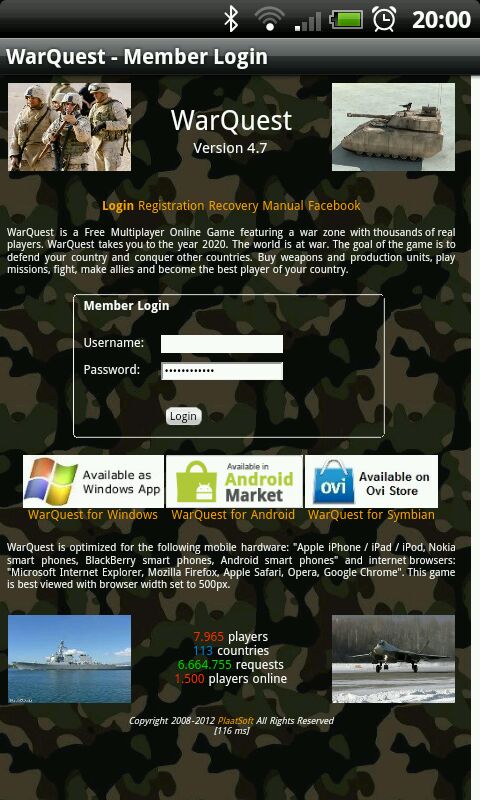 20:00
WarQuest - Member Login
WarQuest
Version 4.7
Login Registration Recovery Manual Facebook
WarQuest is a Free Multiplayer Online Game featuring a war zone with thousands of real
players. WarQuest takes you to the year 2020. The world is at war. The goal of the game is to
defend your country and conquer other countries. Buy weapons and production units, play
missions, fight, make allies and become the best player of your country.
Member Login
Username:
Password: ••••••••••••
Login
Available as
Windows App
Available in
Android
Market
ovi
Available on
Ovi Store
WarQuest for Windows WarQuest for Android WarQuest for Symbian
WarQuest is optimized for the following mobile hardware: "Apple iPhone / iPad / iPod, Nokia
smart phones, BlackBerry smart phones, Android smart phones" and internet browsers:
"Microsoft Internet Explorer, Mozilla Firefox, Apple Safari, Opera, Google Chrome". This game
is best viewed with browser width set to 500px.
7.965 players
113 countries
6.664.755 requests
1.500 players online
Copyright 2008-2012 PlaatSoft All Rights Reserved
[116 ms]